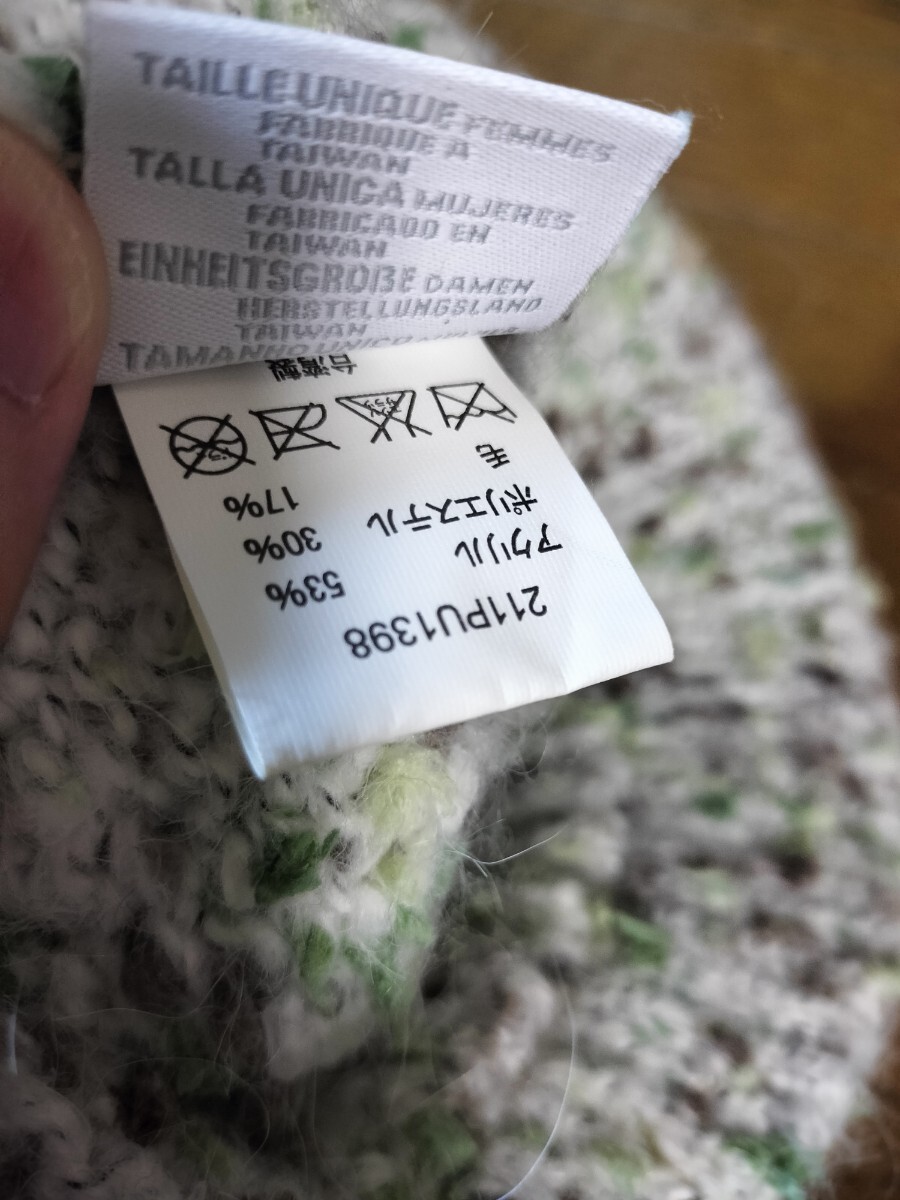 TAILLE UNIQUE FEMMES
FABRIQUE A
TAIWAN
TALLA UNICA MUJERES
FABRICADO EN
TAIWAN
EINHEITSGROßE DAMEN
HERSTELLUNGSLAND
TAIWAN
TAMANHO UNICO
211PU1398
アクリル 53%
ポリエステル 30%
毛 17%
台湾製